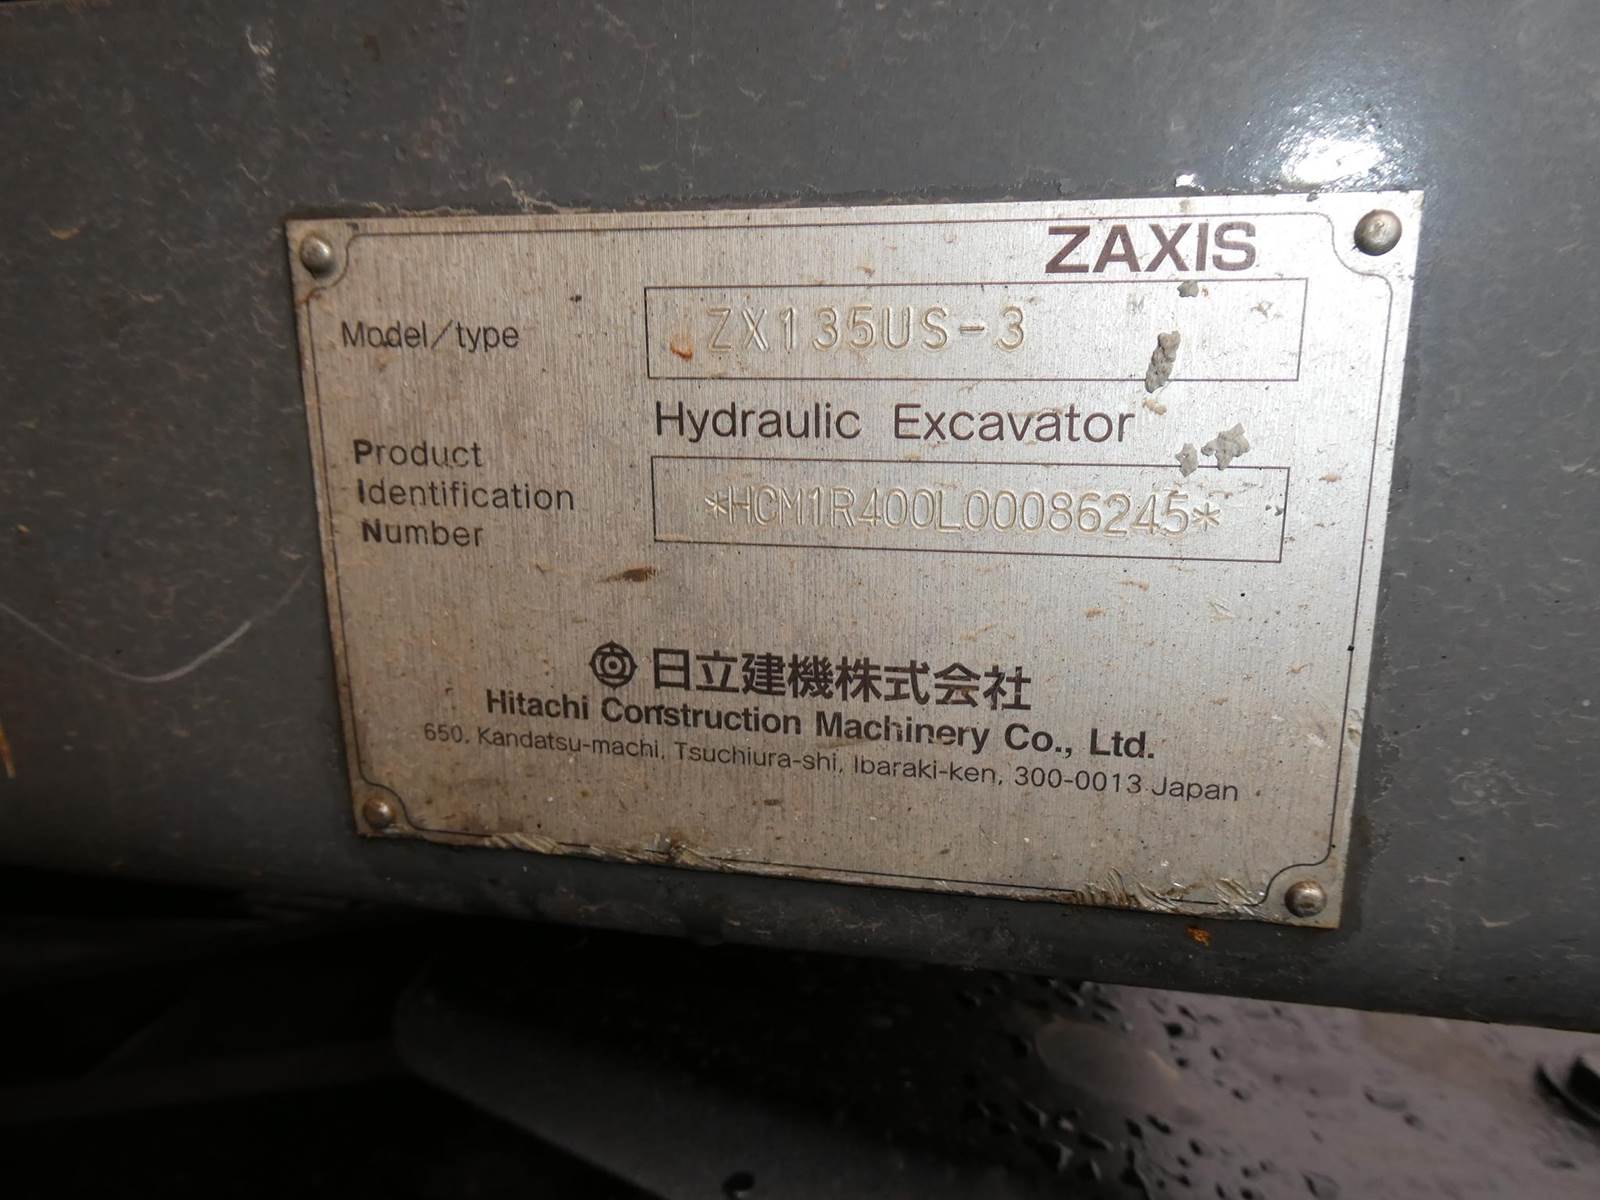 ZAXIS
Model/type
ZX135US-3
Hydraulic Excavator
Product
Identification
Number
*HCM1R400L00086245*
日立建機株式会社
Hitachi Construction Machinery Co., Ltd.
650, Kandatsu-machi, Tsuchiura-shi, Ibaraki-ken, 300-0013 Japan